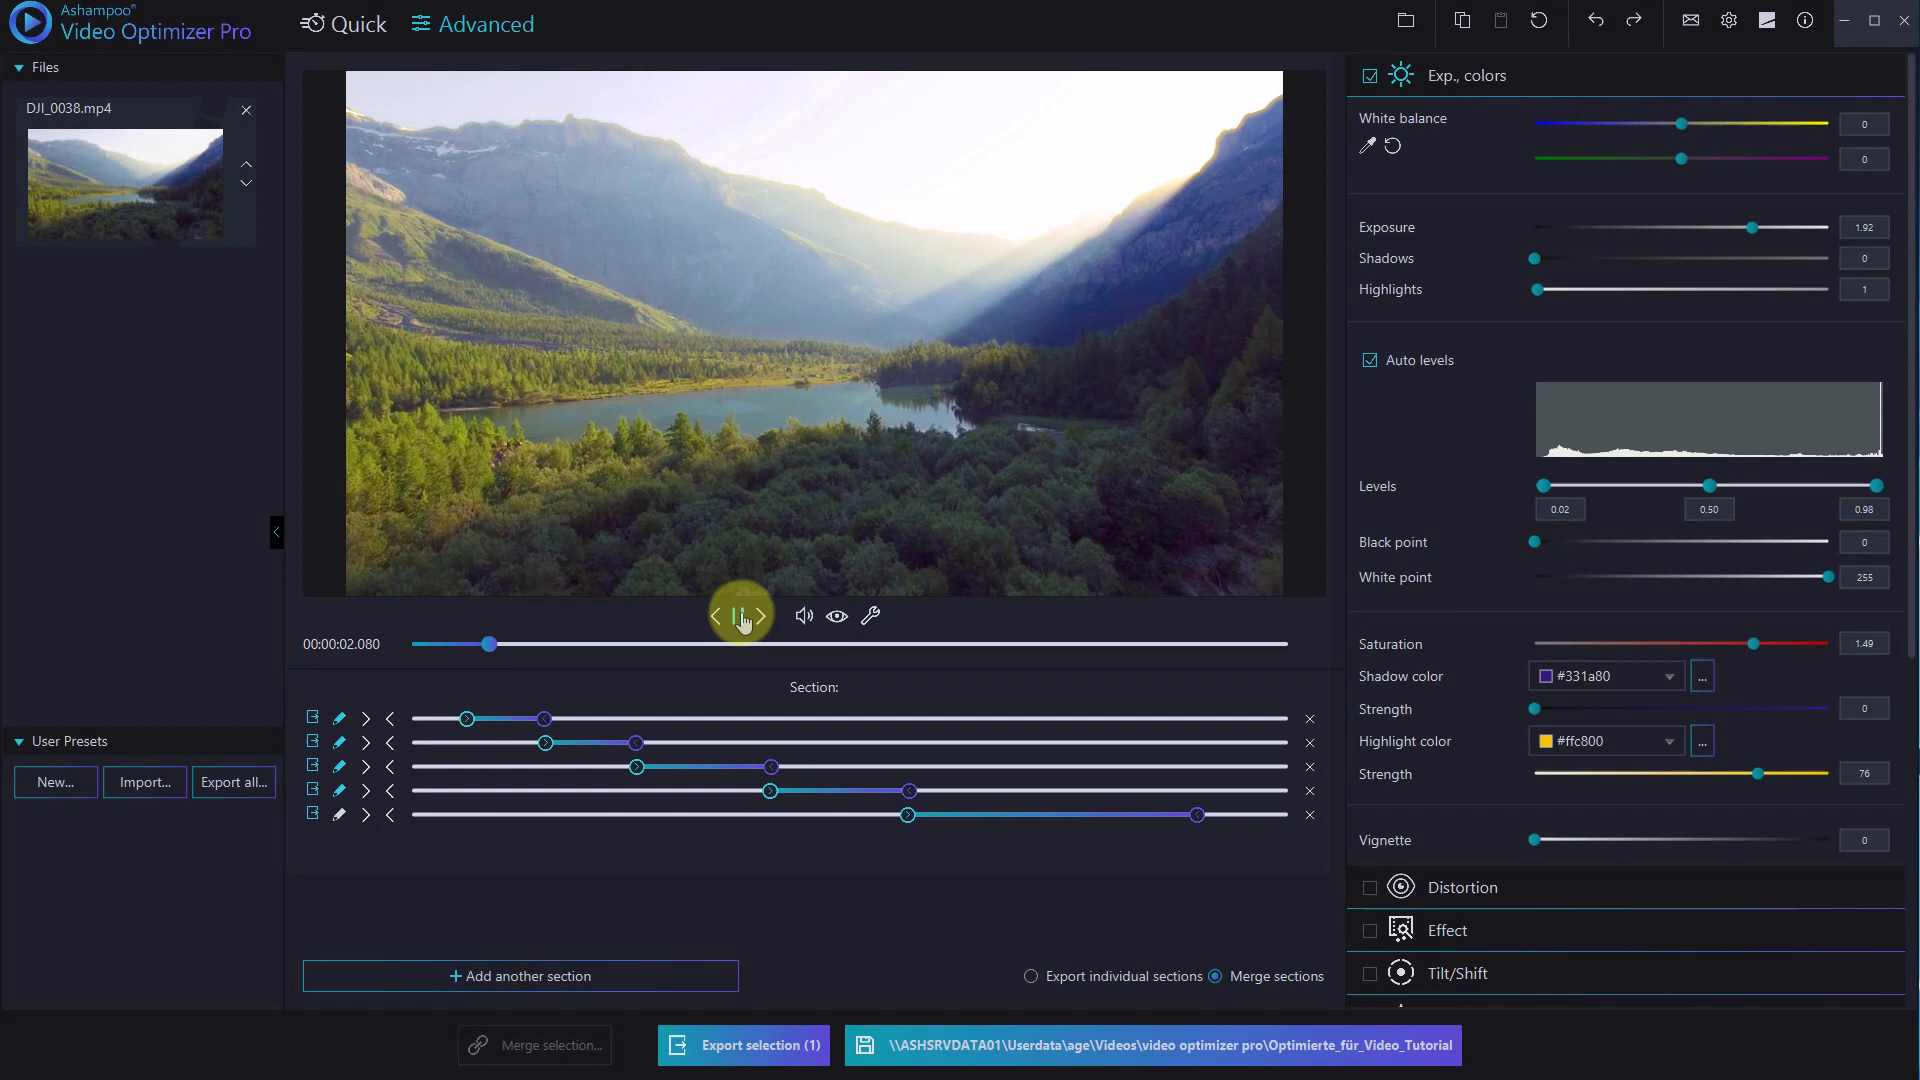 Ashampoo®
Video Optimizer Pro
Quick
Advanced
Files
DJI_0038.mp4
User Presets
New...
Import...
Export all...
00:00:02.080
Section:
+ Add another section
Export individual sections
Merge sections
Merge selection...
Export selection (1)
\\ASHSRVDATA01\Userdata\age\Videos\video optimizer pro\Optimierte_für_Video_Tutorial
Exp., colors
White balance
0
0
Exposure
1.92
Shadows
0
Highlights
1
Auto levels
Levels
0.02
0.50
0.98
Black point
0
White point
255
Saturation
1.49
Shadow color
#331a80
...
Strength
0
Highlight color
#ffc800
...
Strength
76
Vignette
0
Distortion
Effect
Tilt/Shift